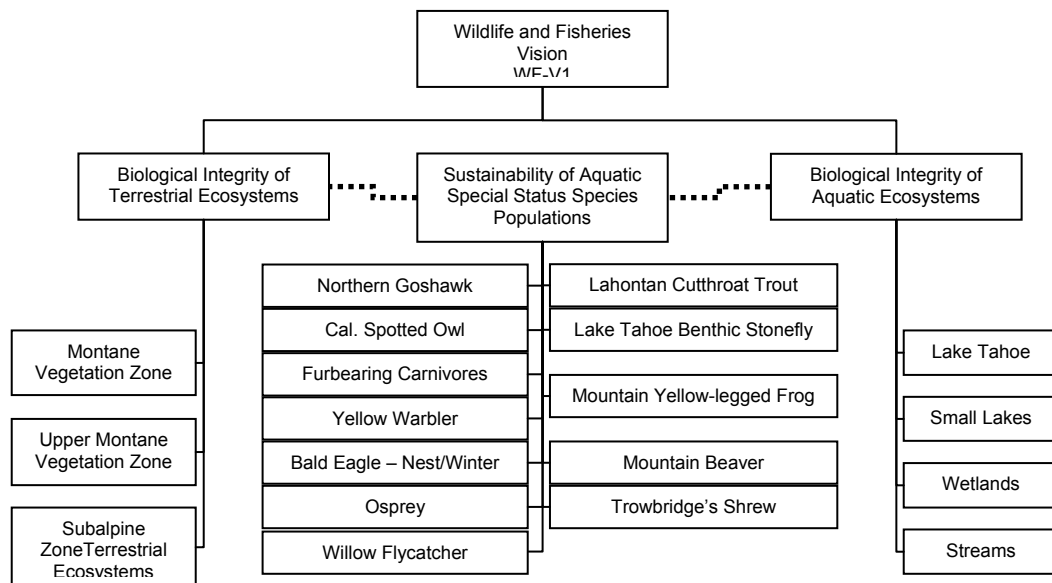 Wildlife and Fisheries
Vision
WF-V1
Biological Integrity of
Terrestrial Ecosystems
Sustainability of Aquatic
Special Status Species
Populations
Biological Integrity of
Aquatic Ecosystems
Montane
Vegetation Zone
Upper Montane
Vegetation Zone
Subalpine
ZoneTerrestrial
Ecosystems
Northern Goshawk
Cal. Spotted Owl
Furbearing Carnivores
Yellow Warbler
Bald Eagle – Nest/Winter
Osprey
Willow Flycatcher
Lahontan Cutthroat Trout
Lake Tahoe Benthic Stonefly
Mountain Yellow-legged Frog
Mountain Beaver
Trowbridge’s Shrew
Lake Tahoe
Small Lakes
Wetlands
Streams